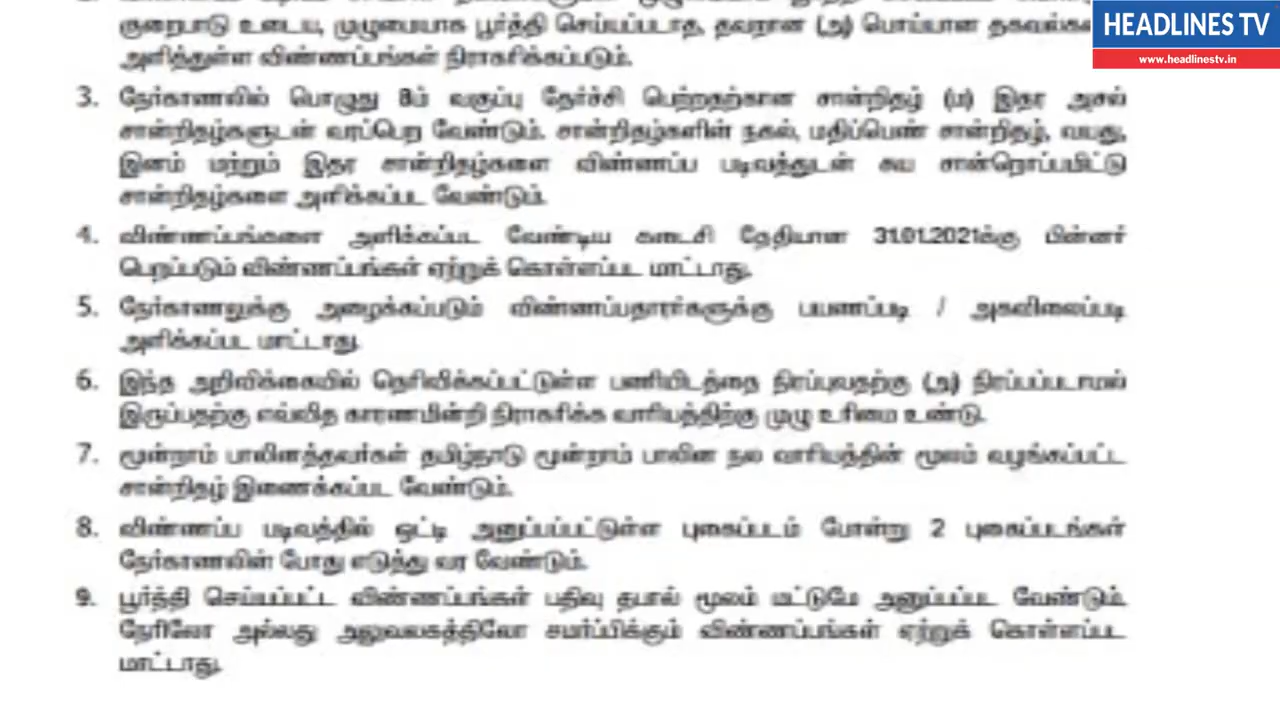 குறைபாடு உடைய, முழுமையாக பூர்த்தி செய்யப்படாத, தவறான (அ) பொய்யான
அளித்துள்ள விண்ணப்பங்கள் நிராகரிக்கப்படும்.
3. நேர்காணலில் பொழுது 8ம் வகுப்பு தேர்ச்சி பெற்றதற்கான சான்றிதழ் (ம) இதர அசல்
சான்றிதழ்களுடன் வரப்பெற வேண்டும். சான்றிதழ்களின் நகல், மதிப்பெண் சான்றிதழ், வயது,
இனம் மற்றும் இதர சான்றிதழ்களை விண்ணப்ப படிவத்துடன் சுய சான்றொப்பமிட்டு
சான்றிதழ்களை அளிக்கப்பட வேண்டும்.
4. விண்ணப்பங்களை அளிக்கப்பட வேண்டிய கடைசி தேதியான 31.01.2021க்கு பின்னர்
பெறப்படும் விண்ணப்பங்கள் ஏற்றுக் கொள்ளப்பட மாட்டாது.
5. நேர்காணலுக்கு அழைக்கப்படும் விண்ணப்பதாரர்களுக்கு பயணப்படி / அகவிலைப்படி
அளிக்கப்பட மாட்டாது.
6. இந்த அறிவிக்கையில் தெரிவிக்கப்பட்டுள்ள பணியிடத்தை நிரப்புவதற்கு (அ) நிரப்பப்படாமல்
இருப்பதற்கு எவ்வித காரணமின்றி நிராகரிக்க வாரியத்திற்கு முழு உரிமை உண்டு.
7. மூன்றாம் பாலினத்தவர்கள் தமிழ்நாடு மூன்றாம் பாலின நல வாரியத்தின் மூலம் வழங்கப்பட்ட
சான்றிதழ் இணைக்கப்பட வேண்டும்.
8. விண்ணப்ப படிவத்தில் ஒட்டி அனுப்பப்பட்டுள்ள புகைப்படம் போன்று 2 புகைப்படங்கள்
நேர்காணலின் போது எடுத்து வர வேண்டும்.
9. பூர்த்தி செய்யப்பட்ட விண்ணப்பங்கள் பதிவு தபால் மூலம் மட்டுமே அனுப்பப்பட வேண்டும்.
நேரிலோ அல்லது அலுவலகத்திலோ சமர்ப்பிக்கும் விண்ணப்பங்கள் ஏற்றுக் கொள்ளப்பட
மாட்டாது.
HEADLINES TV
www.headlinestv.in